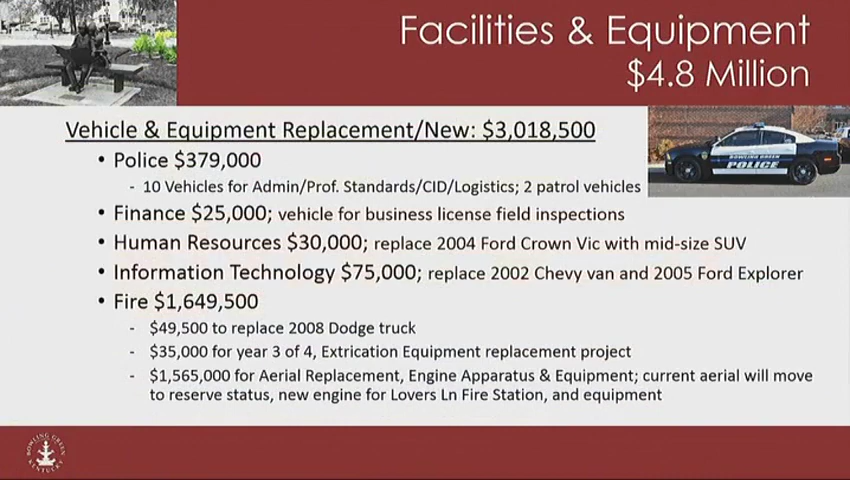 Facilities & Equipment
$4.8 Million
Vehicle & Equipment Replacement/New: $3,018,500
• Police $379,000
- 10 Vehicles for Admin/Prof. Standards/CID/Logistics; 2 patrol vehicles
BOWLING GREEN
POLICE
• Finance $25,000; vehicle for business license field inspections
• Human Resources $30,000; replace 2004 Ford Crown Vic with mid-size SUV
• Information Technology $75,000; replace 2002 Chevy van and 2005 Ford Explorer
• Fire $1,649,500
- $49,500 to replace 2008 Dodge truck
- $35,000 for year 3 of 4, Extrication Equipment replacement project
- $1,565,000 for Aerial Replacement, Engine Apparatus & Equipment; current aerial will move
to reserve status, new engine for Lovers Ln Fire Station, and equipment
BOWLING GREEN
KENTUCKY